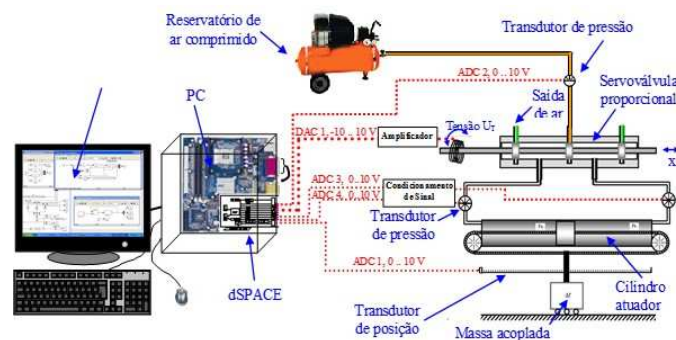 Reservatório de
ar comprimido
Transdutor de pressão
ADC 2, 0 .. 10 V
PC
Saída
de ar
Servoválvula
proporcional
DAC 1,-10 .. 10 V
Amplificador
Tensão U
X
ADC 3, 0..10 V
ADC 4, 0..10 V
Condicionamento
de Sinal
Transdutor
de pressão
dSPACE
ADC 1, 0 .. 10 V
Cilindro
atuador
Transdutor
de posição
M
Massa acoplada